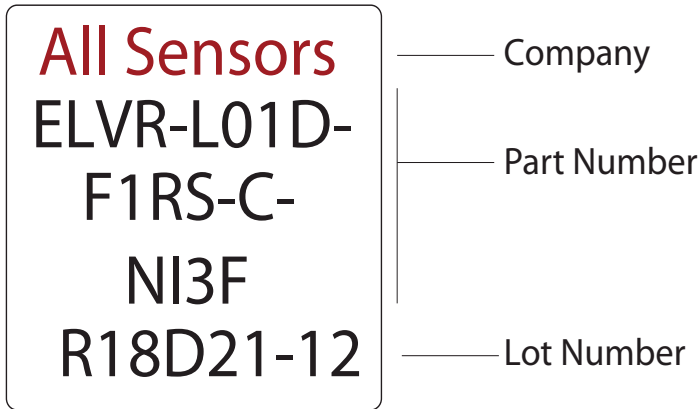 All Sensors
ELVR-L01D-
F1RS-C-
NI3F
R18D21-12
Company
Part Number
Lot Number